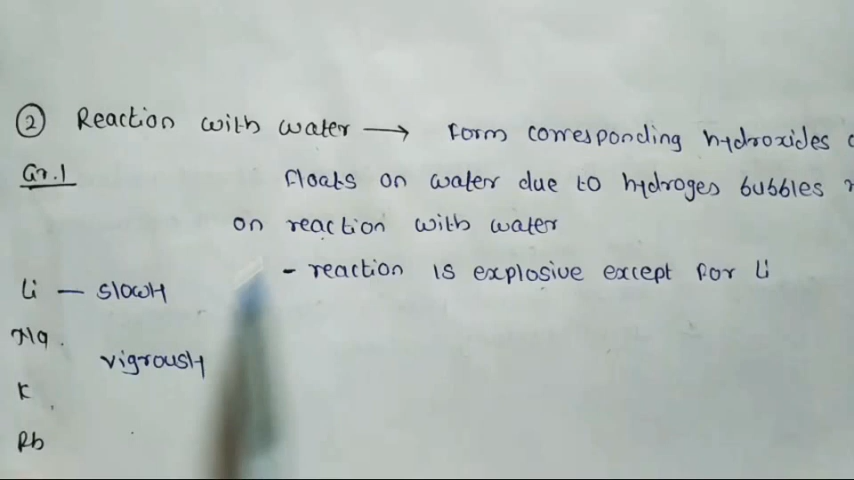 ② Reaction with water → Form corresponding hydroxides
Gr.1 floats on water due to hydroges bubbles
on reaction with water
- reaction is explosive except for Li
Li — slowly
Na
vigrously
K
Rb